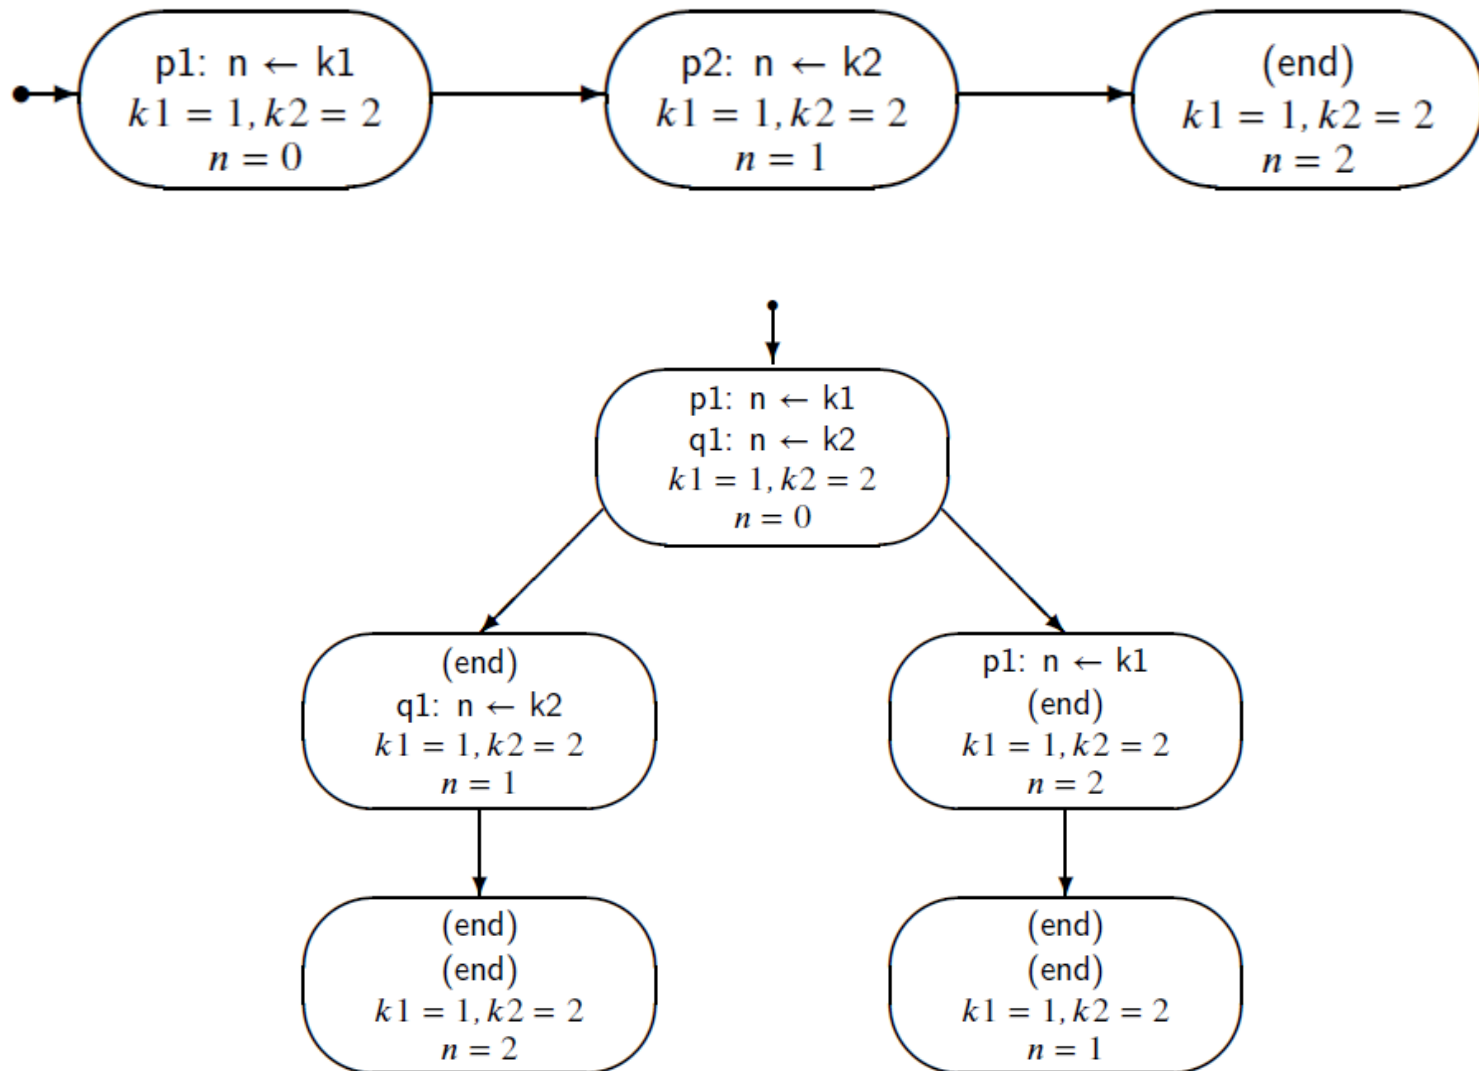 p1: n ← k1
k1 = 1, k2 = 2
n = 0
p2: n ← k2
k1 = 1, k2 = 2
n = 1
(end)
k1 = 1, k2 = 2
n = 2
p1: n ← k1
q1: n ← k2
k1 = 1, k2 = 2
n = 0
(end)
q1: n ← k2
k1 = 1, k2 = 2
n = 1
p1: n ← k1
(end)
k1 = 1, k2 = 2
n = 2
(end)
(end)
k1 = 1, k2 = 2
n = 2
(end)
(end)
k1 = 1, k2 = 2
n = 1